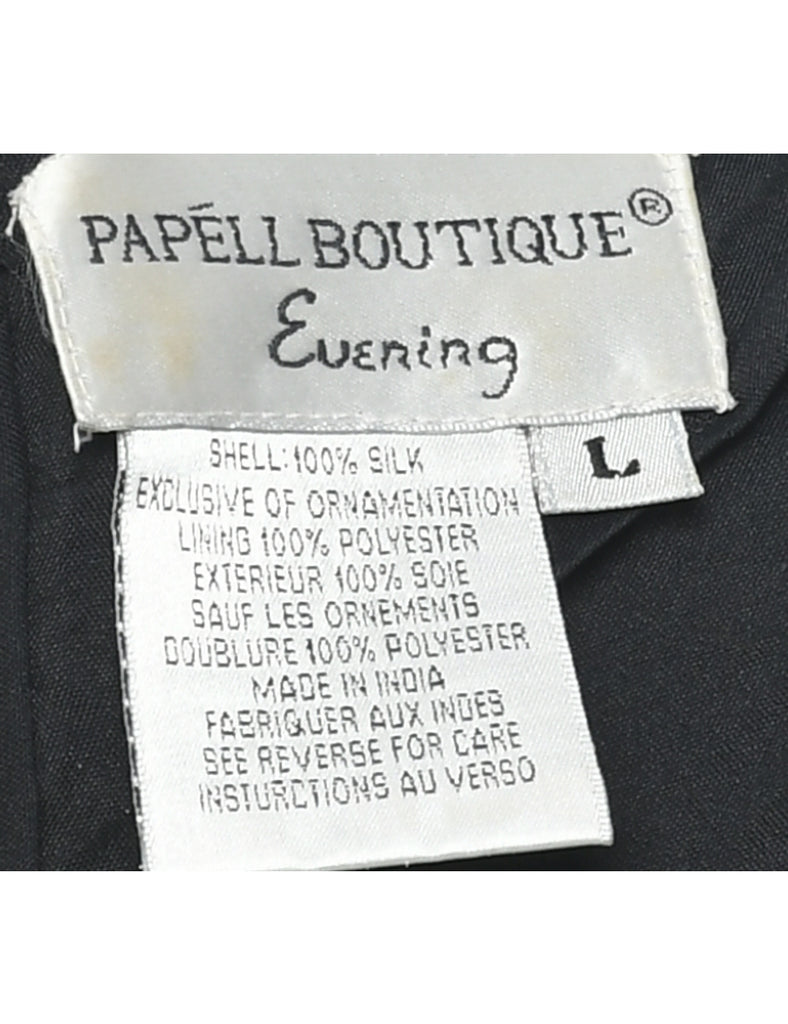 PAPÉLL BOUTIQUE®
Evening
L
SHELL: 100% SILK
EXCLUSIVE OF ORNAMENTATION
LINING 100% POLYESTER
EXTERIEUR 100% SOIE
SAUF LES ORNEMENTS
DOUBLURE 100% POLYESTER
MADE IN INDIA
FABRIQUER AUX INDES
SEE REVERSE FOR CARE
INSTURCTIONS AU VERSO